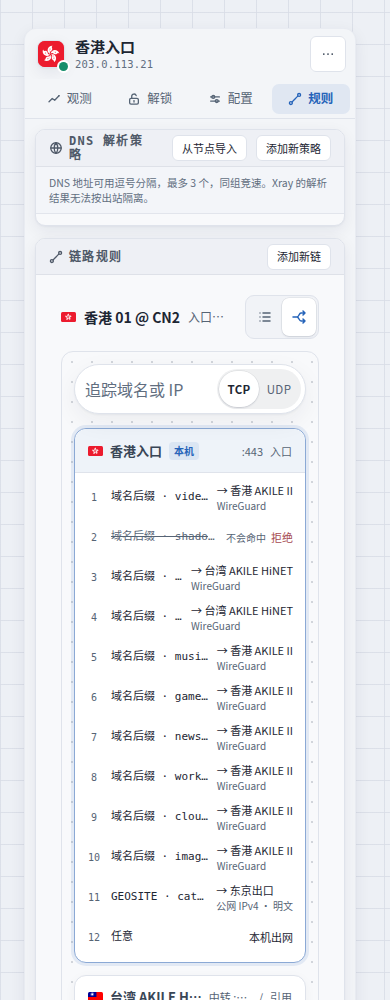 香港入口
203.0.113.21
···
观测
解锁
配置
规则
DNS 解析策略
从节点导入
添加新策略
DNS 地址可用逗号分隔，最多 3 个，同组竞速。Xray 的解析
结果无法按出站隔离。
链路规则
添加新链
香港 01 @ CN2 入口…
追踪域名或 IP
TCP
UDP
香港入口 本机 :443 入口
1 域名后缀 · vide… → 香港 AKILE II
WireGuard
2 域名后缀 · shado… 不会命中 拒绝
3 域名后缀 · … → 台湾 AKILE HiNET
WireGuard
4 域名后缀 · … → 台湾 AKILE HiNET
WireGuard
5 域名后缀 · musi… → 香港 AKILE II
WireGuard
6 域名后缀 · game… → 香港 AKILE II
WireGuard
7 域名后缀 · news… → 香港 AKILE II
WireGuard
8 域名后缀 · work… → 香港 AKILE II
WireGuard
9 域名后缀 · clou… → 香港 AKILE II
WireGuard
10 域名后缀 · imag… → 香港 AKILE II
WireGuard
11 GEOSITE · cat… → 东京出口
公网 IPv4 · 明文
12 任意 本机出网
台湾 AKILE H… 中转 :… / 引用